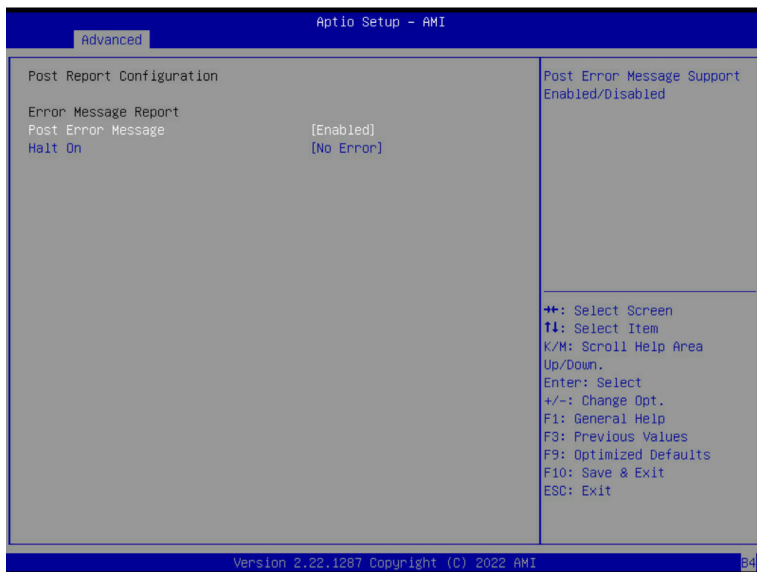 Aptio Setup – AMI
Advanced
Post Report Configuration
Error Message Report
Post Error Message [Enabled]
Halt On [No Error]
Post Error Message Support
Enabled/Disabled
→←: Select Screen
↑↓: Select Item
K/M: Scroll Help Area
Up/Down.
Enter: Select
+/-: Change Opt.
F1: General Help
F3: Previous Values
F9: Optimized Defaults
F10: Save & Exit
ESC: Exit
Version 2.22.1287 Copyright (C) 2022 AMI
B4